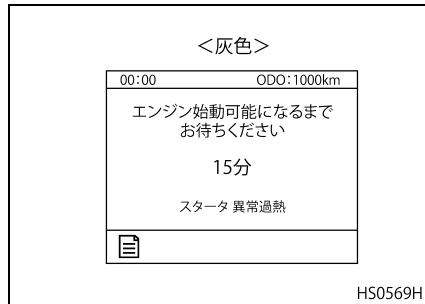 ＜灰色＞
00：00 ODO：1000km
エンジン始動可能になるまで
お待ちください
15分
スタータ 異常過熱
HS0569H